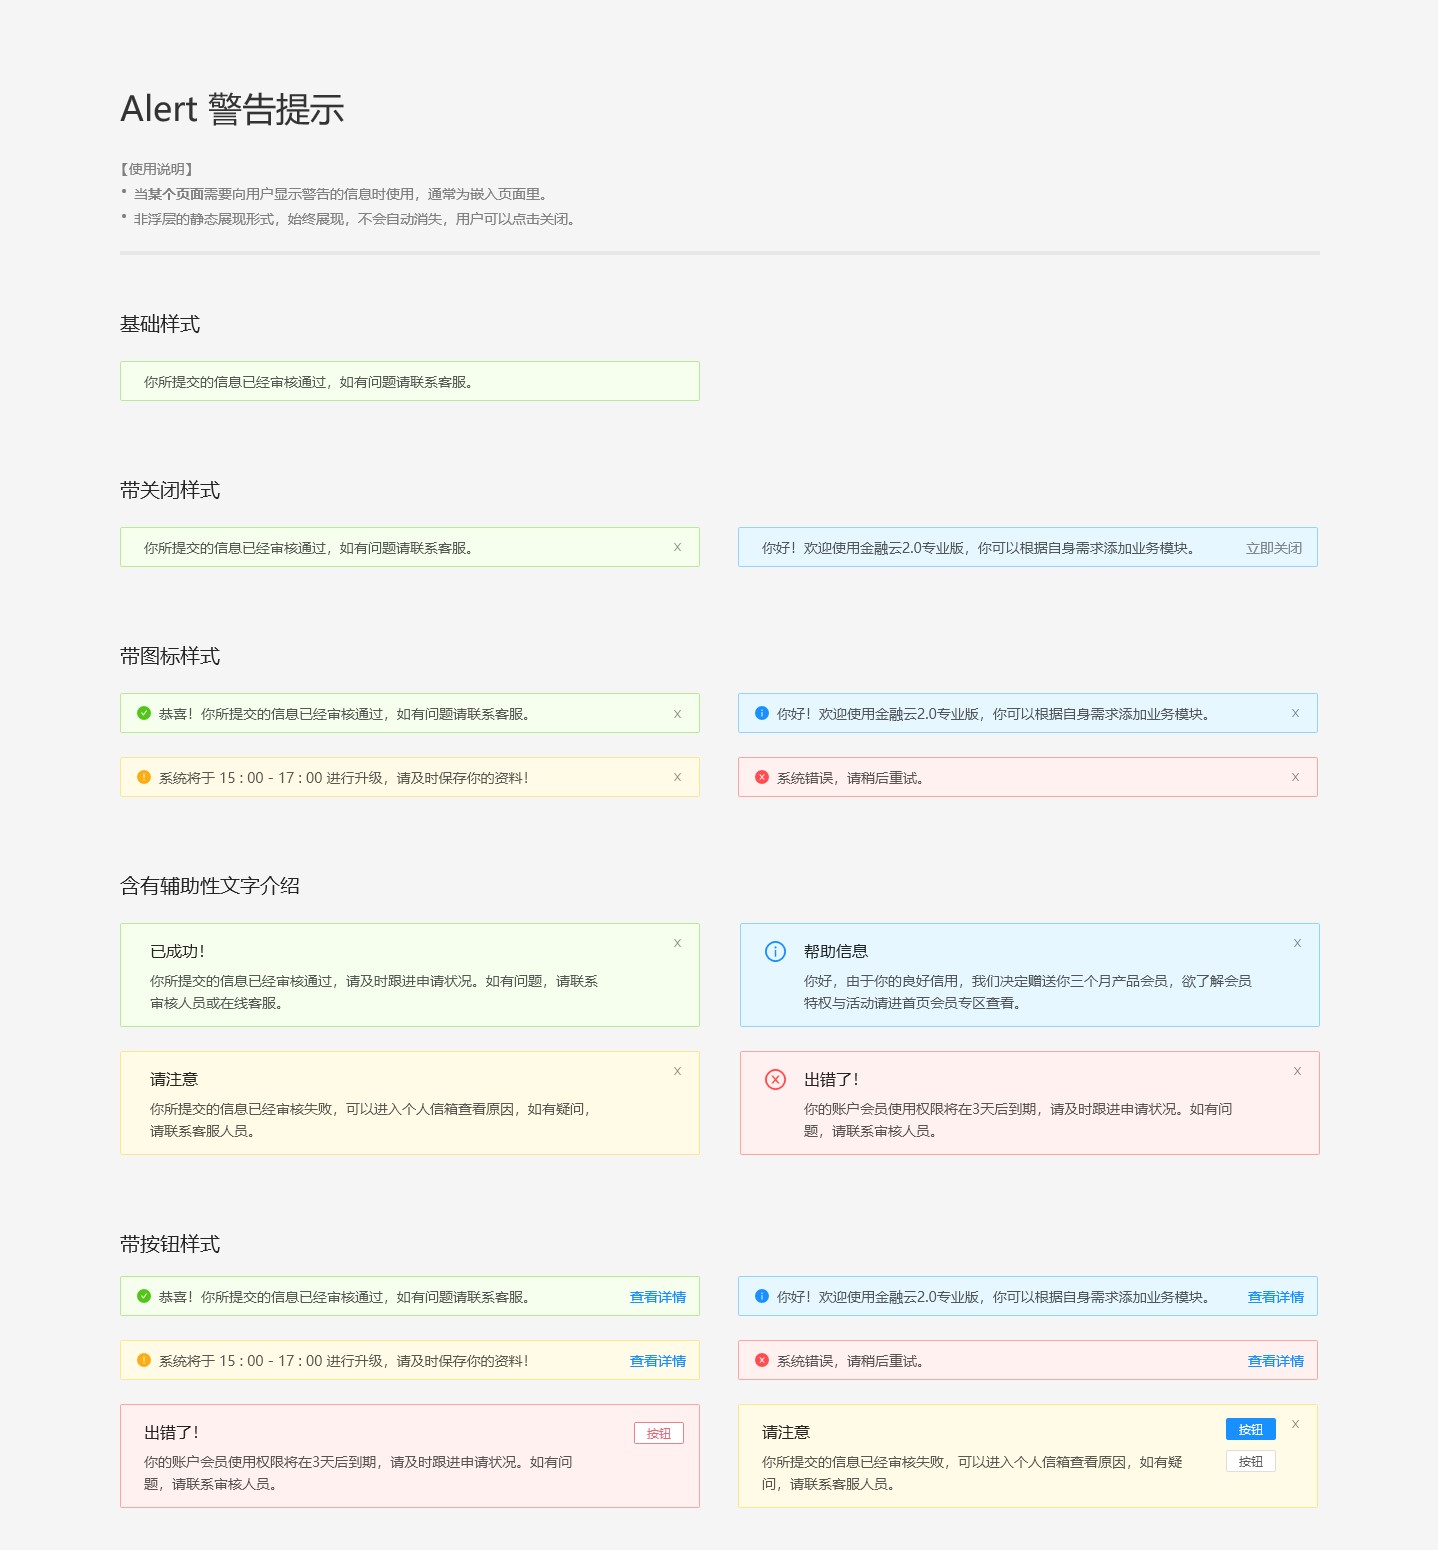 Alert 警告提示
【使用说明】
• 当某个页面需要向用户显示警告的信息时使用，通常为嵌入页面里。
• 非浮层的静态展现形式，始终展现，不会自动消失，用户可以点击关闭。
基础样式
你所提交的信息已经审核通过，如有问题请联系客服。
带关闭样式
你所提交的信息已经审核通过，如有问题请联系客服。 x
你好！欢迎使用金融云2.0专业版，你可以根据自身需求添加业务模块。 立即关闭
带图标样式
恭喜！你所提交的信息已经审核通过，如有问题请联系客服。 x
你好！欢迎使用金融云2.0专业版，你可以根据自身需求添加业务模块。 x
系统将于 15 : 00 - 17 : 00 进行升级，请及时保存你的资料！ x
系统错误，请稍后重试。 x
含有辅助性文字介绍
已成功！ x
你所提交的信息已经审核通过，请及时跟进申请状况。如有问题，请联系
审核人员或在线客服。
帮助信息 x
你好，由于你的良好信用，我们决定赠送你三个月产品会员，欲了解会员
特权与活动请进首页会员专区查看。
请注意 x
你所提交的信息已经审核失败，可以进入个人信箱查看原因，如有疑问，
请联系客服人员。
出错了！ x
你的账户会员使用权限将在3天后到期，请及时跟进申请状况。如有问
题，请联系审核人员。
带按钮样式
恭喜！你所提交的信息已经审核通过，如有问题请联系客服。 查看详情
你好！欢迎使用金融云2.0专业版，你可以根据自身需求添加业务模块。 查看详情
系统将于 15 : 00 - 17 : 00 进行升级，请及时保存你的资料！ 查看详情
系统错误，请稍后重试。 查看详情
出错了！ 按钮
你的账户会员使用权限将在3天后到期，请及时跟进申请状况。如有问
题，请联系审核人员。
请注意 按钮 x
你所提交的信息已经审核失败，可以进入个人信箱查看原因，如有疑 按钮
问，请联系客服人员。